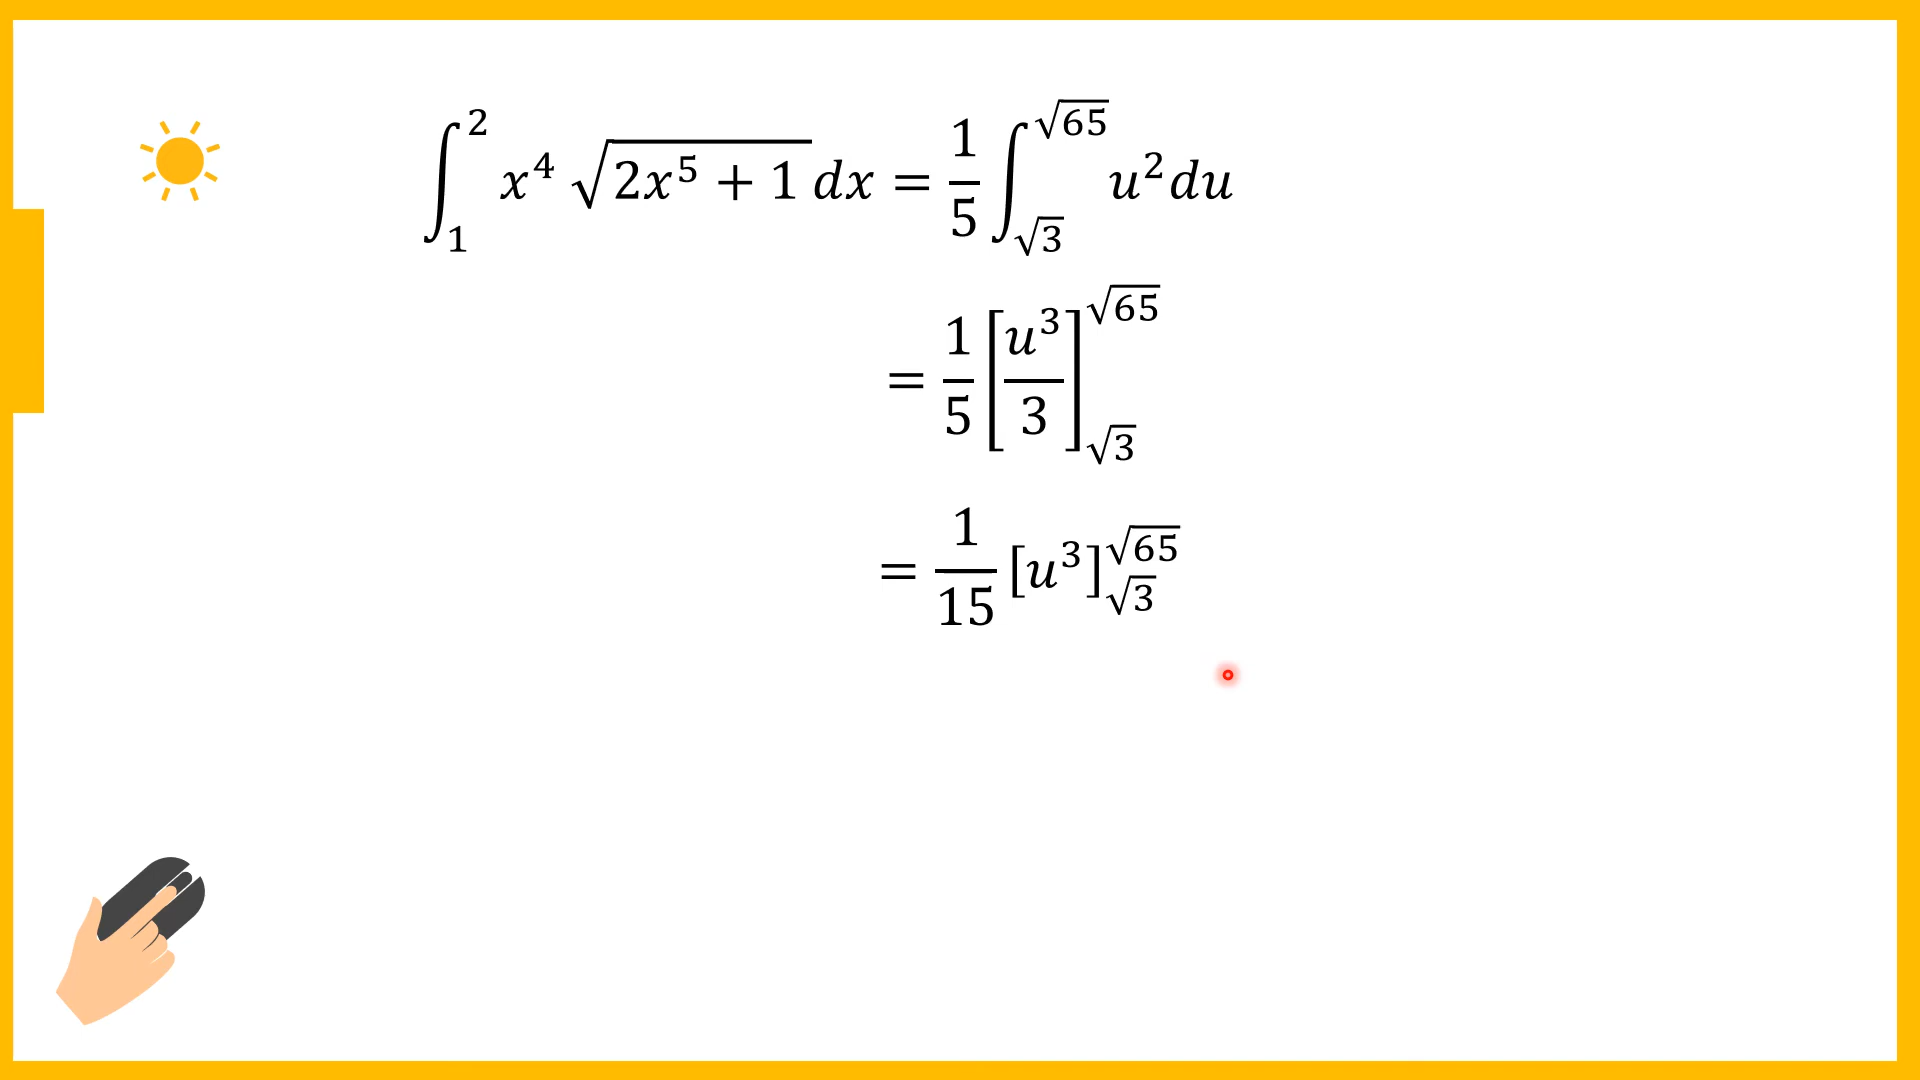 ∫₁² x⁴ √(2x⁵ + 1) dx = 1/5 ∫_{√3}^{√65} u² du
= 1/5 [u³/3]_{√3}^{√65}
= 1/15 [u³]_{√3}^{√65}